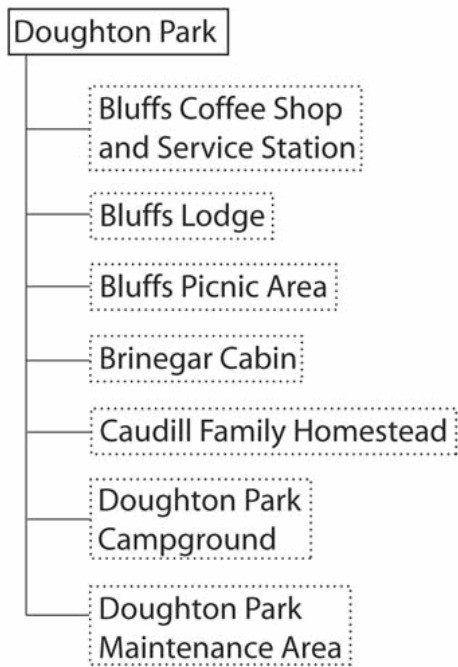 Doughton Park
Bluffs Coffee Shop
and Service Station
Bluffs Lodge
Bluffs Picnic Area
Brinegar Cabin
Caudill Family Homestead
Doughton Park
Campground
Doughton Park
Maintenance Area